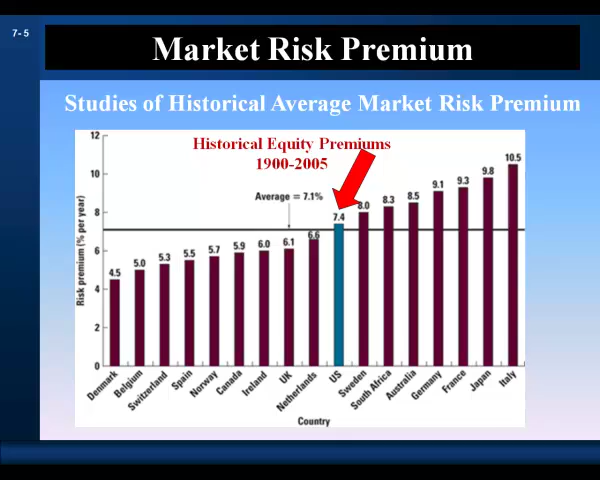 7- 5
Market Risk Premium
Studies of Historical Average Market Risk Premium
Historical Equity Premiums
1900-2005
Average = 7.1%
Risk premium (% per year)
12
10
8
6
4
2
0
4.5
5.0
5.3
5.5
5.7
5.9
6.0
6.1
6.6
7.4
8.0
8.3
8.5
9.1
9.3
9.8
10.5
Denmark
Belgium
Switzerland
Spain
Norway
Canada
Ireland
UK
Netherlands
US
Sweden
South Africa
Australia
Germany
France
Japan
Italy
Country